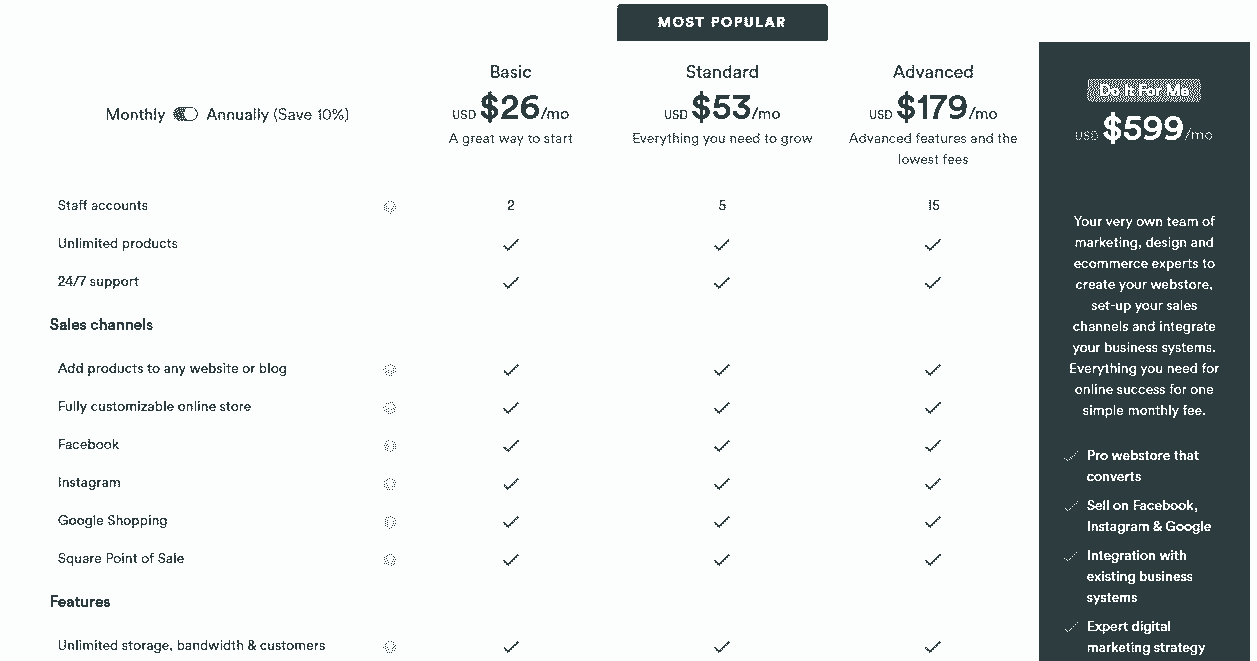 MOST POPULAR
Monthly Annually (Save 10%)
Basic
USD $26/mo
A great way to start
Standard
USD $53/mo
Everything you need to grow
Advanced
USD $179/mo
Advanced features and the
lowest fees
Do It For Me
USD $599/mo
Staff accounts 2 5 15
Unlimited products
24/7 support
Sales channels
Add products to any website or blog
Fully customizable online store
Facebook
Instagram
Google Shopping
Square Point of Sale
Features
Unlimited storage, bandwidth & customers
Your very own team of
marketing, design and
ecommerce experts to
create your webstore,
set-up your sales
channels and integrate
your business systems.
Everything you need for
online success for one
simple monthly fee.
Pro webstore that
converts
Sell on Facebook,
Instagram & Google
Integration with
existing business
systems
Expert digital
marketing strategy